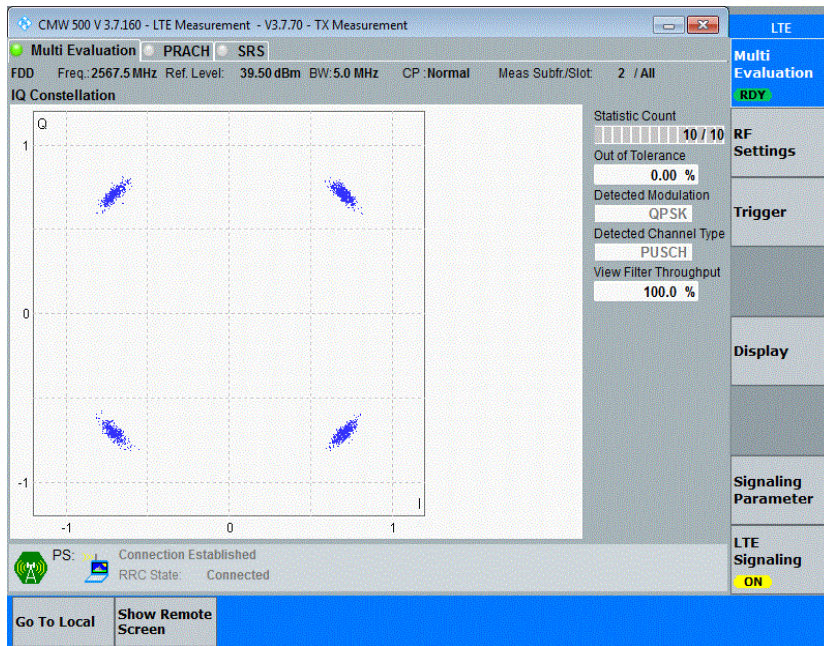 CMW 500 V 3.7.160 - LTE Measurement - V3.7.70 - TX Measurement
LTE
Multi Evaluation PRACH SRS
FDD Freq.: 2567.5 MHz Ref. Level: 39.50 dBm BW: 5.0 MHz CP : Normal Meas Subfr./Slot: 2 / All
IQ Constellation
Q
1
0
-1
-1 0 1
I
Statistic Count
10 / 10
Out of Tolerance
0.00 %
Detected Modulation
QPSK
Detected Channel Type
PUSCH
View Filter Throughput
100.0 %
Multi
Evaluation
RDY
RF
Settings
Trigger
Display
Signaling
Parameter
LTE
Signaling
ON
PS: Connection Established
RRC State: Connected
Go To Local
Show Remote
Screen